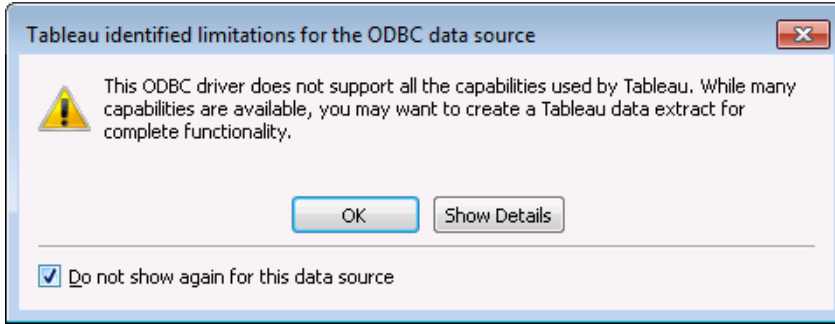 Tableau identified limitations for the ODBC data source
This ODBC driver does not support all the capabilities used by Tableau. While many
capabilities are available, you may want to create a Tableau data extract for
complete functionality.
OK
Show Details
Do not show again for this data source